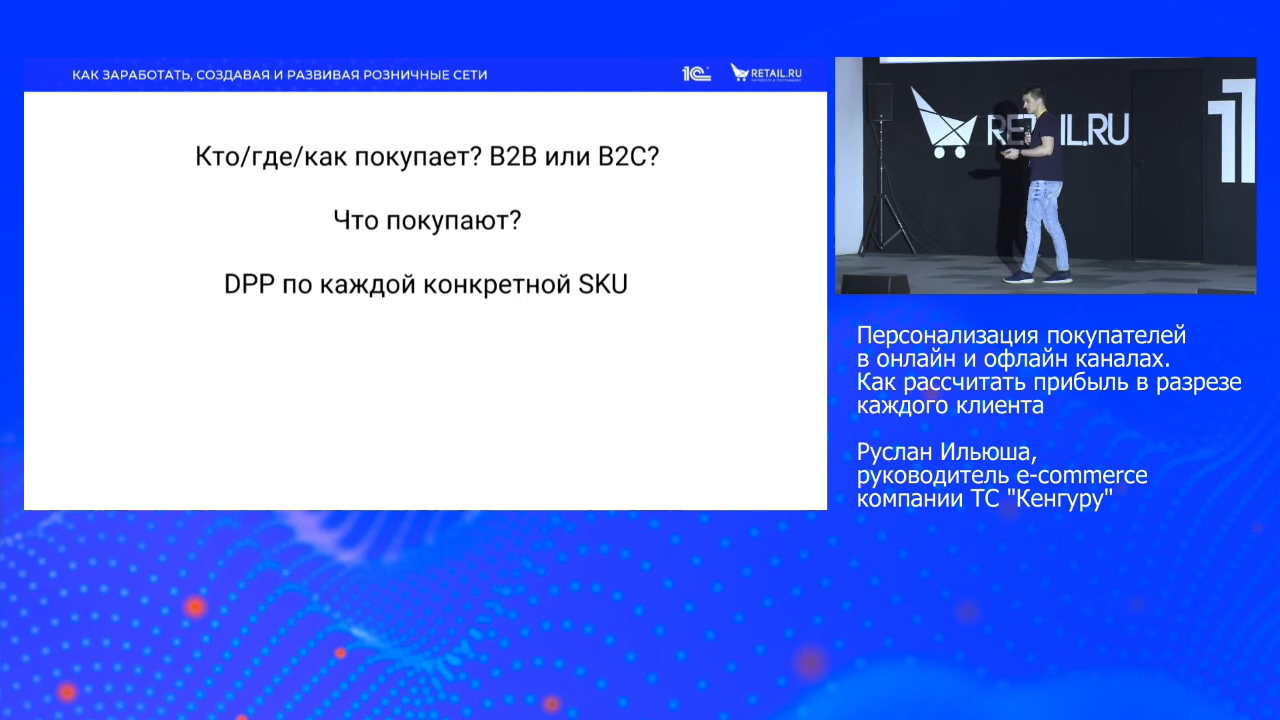 КАК ЗАРАБОТАТЬ, СОЗДАВАЯ И РАЗВИВАЯ РОЗНИЧНЫЕ СЕТИ
1С
RETAIL.RU
Кто/где/как покупает? B2B или B2C?
Что покупают?
DPP по каждой конкретной SKU
RETAIL.RU
Персонализация покупателей
в онлайн и офлайн каналах.
Как рассчитать прибыль в разрезе
каждого клиента
Руслан Ильюша,
руководитель e-commerce
компании ТС "Кенгуру"